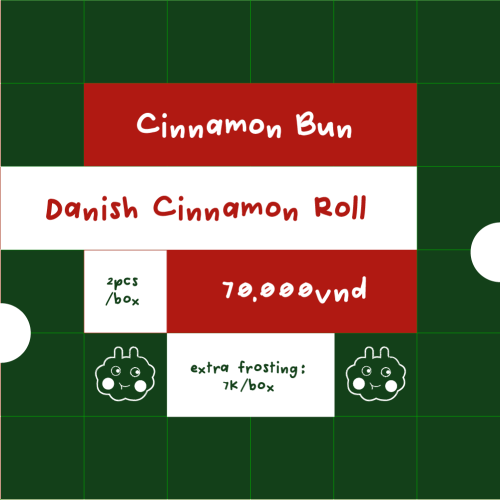 Cinnamon Bun
Danish Cinnamon Roll
2pcs
/box
70.000vnd
extra frosting:
7K/box